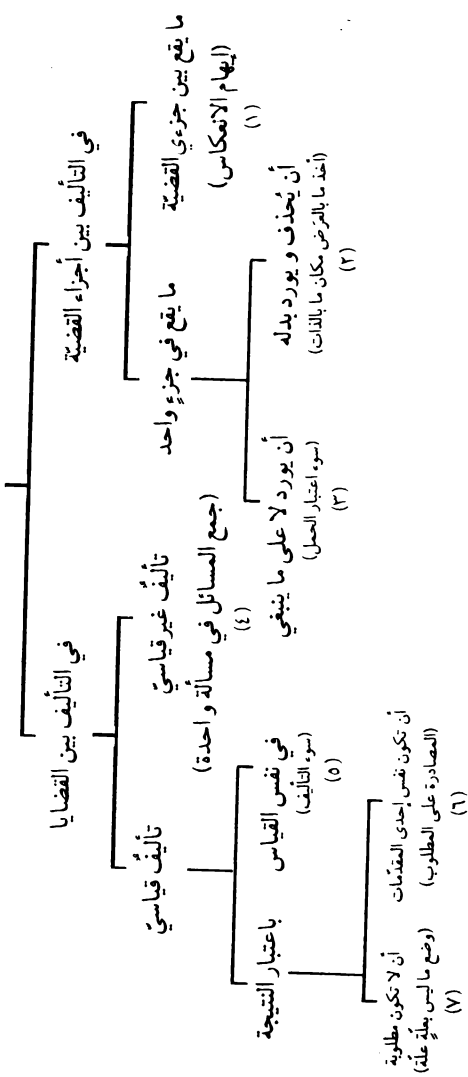 في التأليف بين أجزاء القضيّة
في التأليف بين القضايا
ما يقع بين جزءي القضيّة
(إيهام الانعكاس)
(١)
ما يقع في جزءٍ واحد
أن يُحذف و يورد بدله
(أخذ ما بالعرض مكان ما بالذات)
(٢)
أن يورد لا على ما ينبغي
(سوء اعتبار الحمل)
(٣)
تأليفٌ غير قياسيّ
(جمع المسائل في مسألة واحدة)
(٤)
تأليفٌ قياسيّ
في نفس القياس
(سوء التأليف)
(٥)
باعتبار النتيجة
أن تكون نفس إحدى المقدّمات
(المصادرة على المطلوب)
(٦)
أن لا تكون مطلوبة
(وضع ما ليس بعلّةٍ علّة)
(٧)